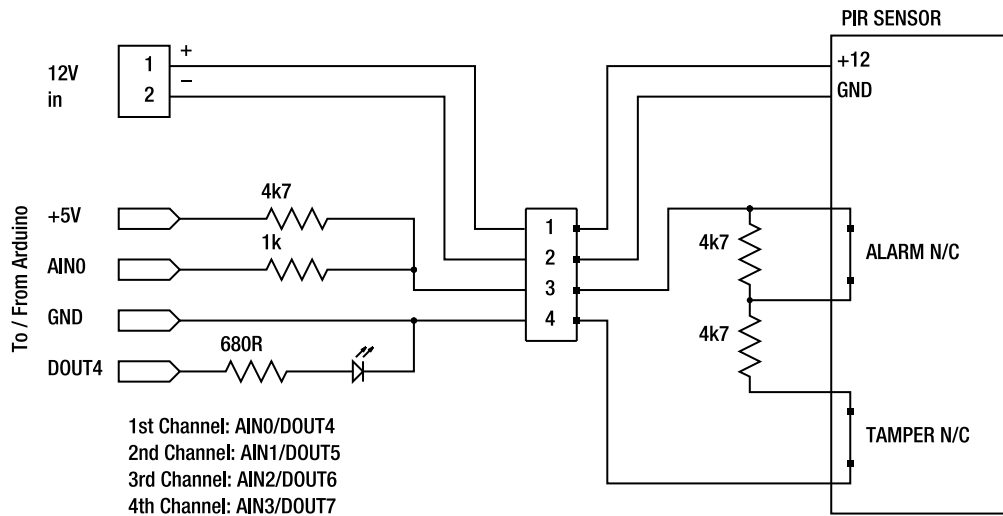 PIR SENSOR
12V
in
1
2
+
−
+12
GND
To / From Arduino
+5V
4k7
AIN0
1k
GND
DOUT4
680R
1
2
3
4
4k7
4k7
ALARM N/C
TAMPER N/C
1st Channel: AIN0/DOUT4
2nd Channel: AIN1/DOUT5
3rd Channel: AIN2/DOUT6
4th Channel: AIN3/DOUT7